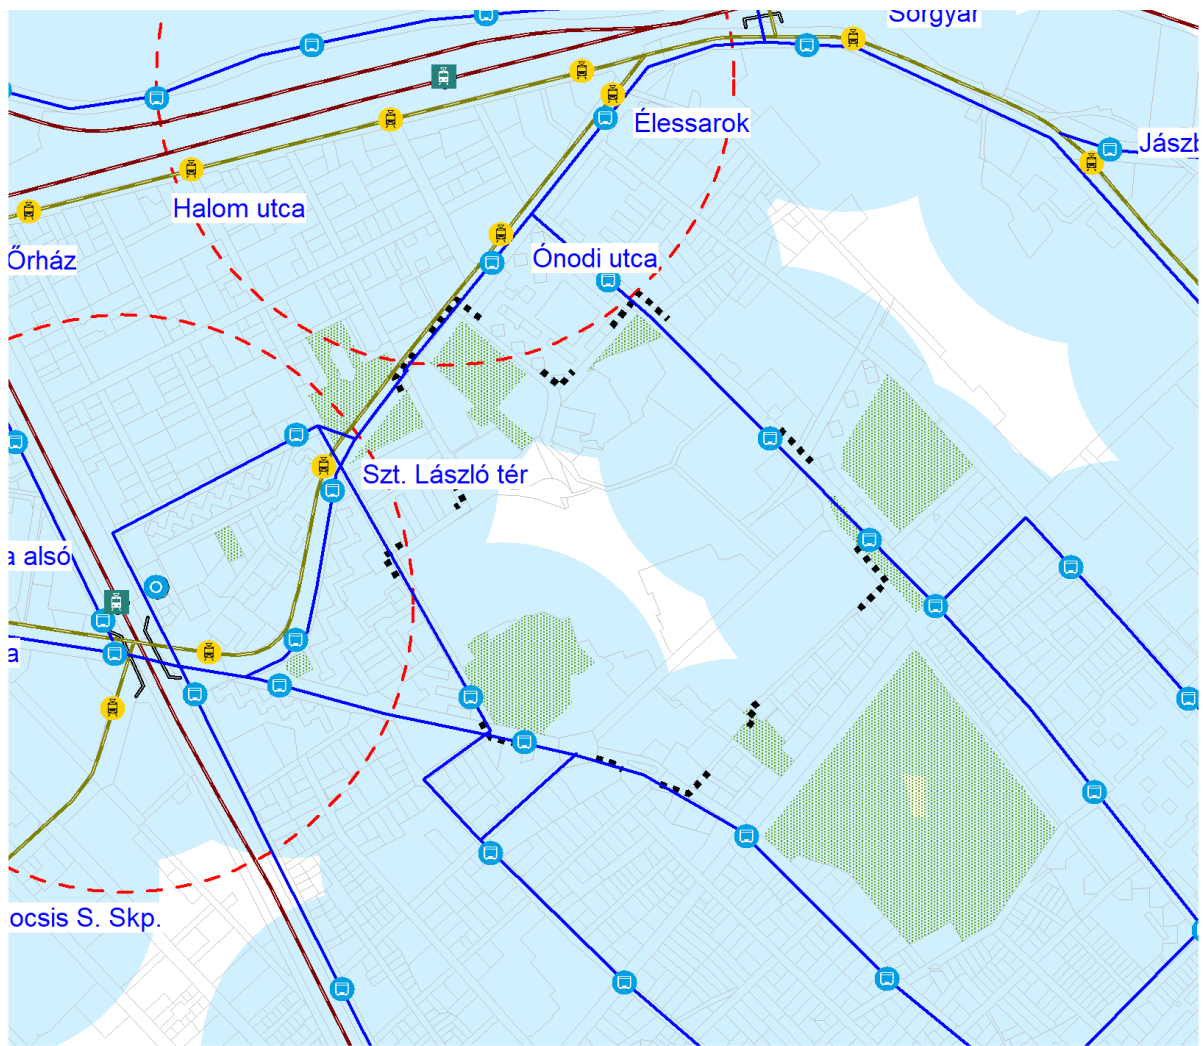 Sörgyár
Élessarok
Jászb
Halom utca
Őrház
Ónodi utca
Szt. László tér
a alsó
a
ocsis S. Skp.